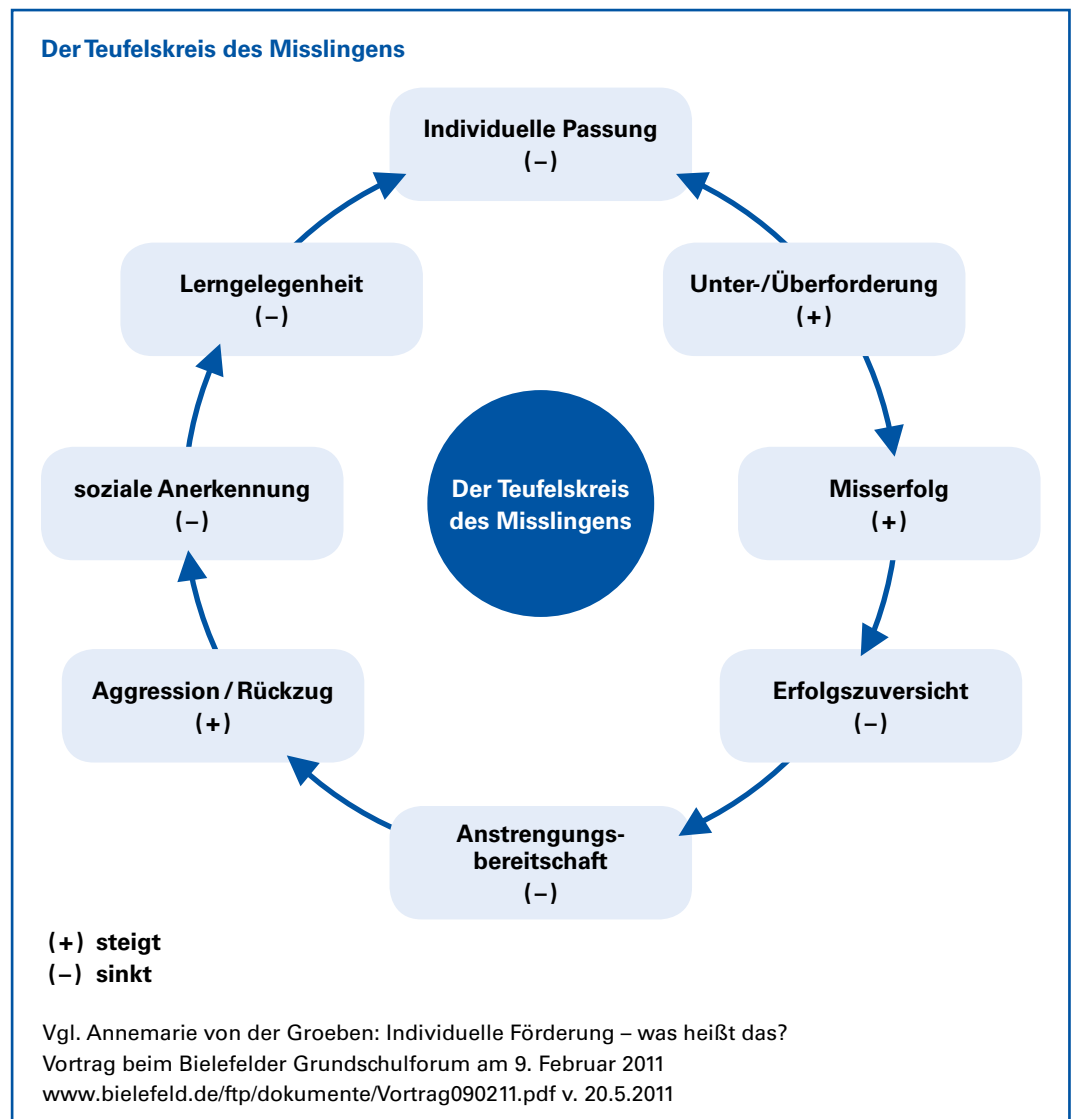 Der Teufelskreis des Misslingens
Individuelle Passung
(–)
Unter-/Überforderung
(+)
Misserfolg
(+)
Erfolgszuversicht
(–)
Anstrengungs-
bereitschaft
(–)
Aggression / Rückzug
(+)
soziale Anerkennung
(–)
Lerngelegenheit
(–)
Der Teufelskreis
des Misslingens
(+) steigt
(–) sinkt
Vgl. Annemarie von der Groeben: Individuelle Förderung – was heißt das?
Vortrag beim Bielefelder Grundschulforum am 9. Februar 2011
www.bielefeld.de/ftp/dokumente/Vortrag090211.pdf v. 20.5.2011